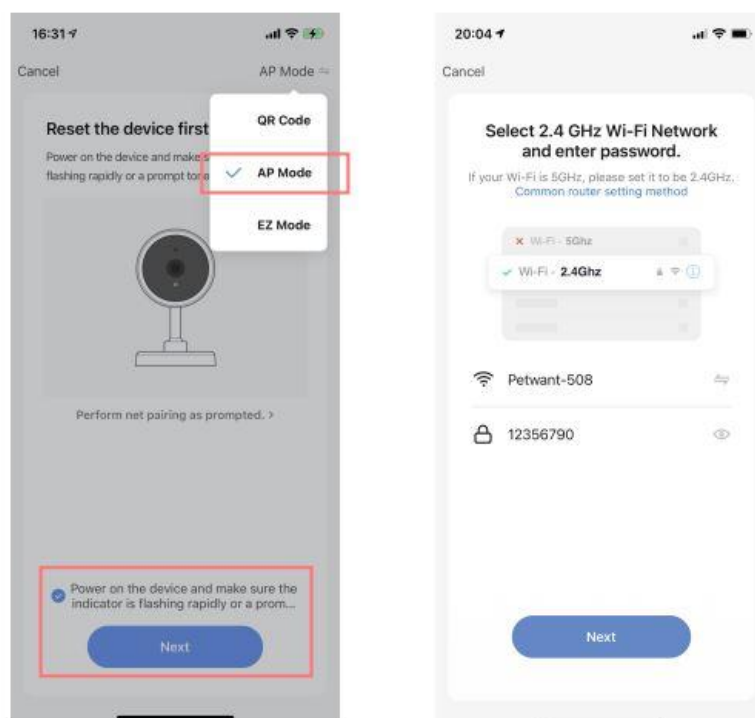 16:31
Cancel
AP Mode
Reset the device first
QR Code
Power on the device and make s
flashing rapidly or a prompt ton
AP Mode
EZ Mode
Perform net pairing as prompted. >
Power on the device and make sure the
indicator is flashing rapidly or a prom...
Next
20:04
Cancel
Select 2.4 GHz Wi-Fi Network
and enter password.
If your Wi-Fi is 5GHz, please set it to be 2.4GHz.
Common router setting method
Wi-Fi - 5Ghz
Wi-Fi - 2.4Ghz
Petwant-508
12356790
Next